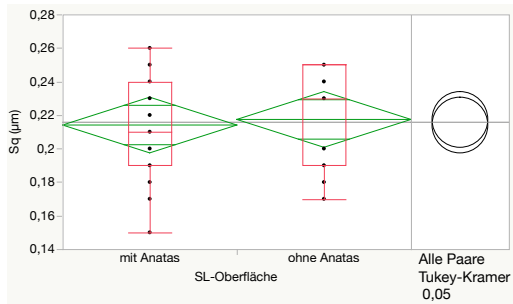 0,28
0,26
0,24
0,22
0,2
0,18
0,16
0,14
Sq (µm)
mit Anatas
ohne Anatas
SL-Oberfläche
Alle Paare
Tukey-Kramer
0,05